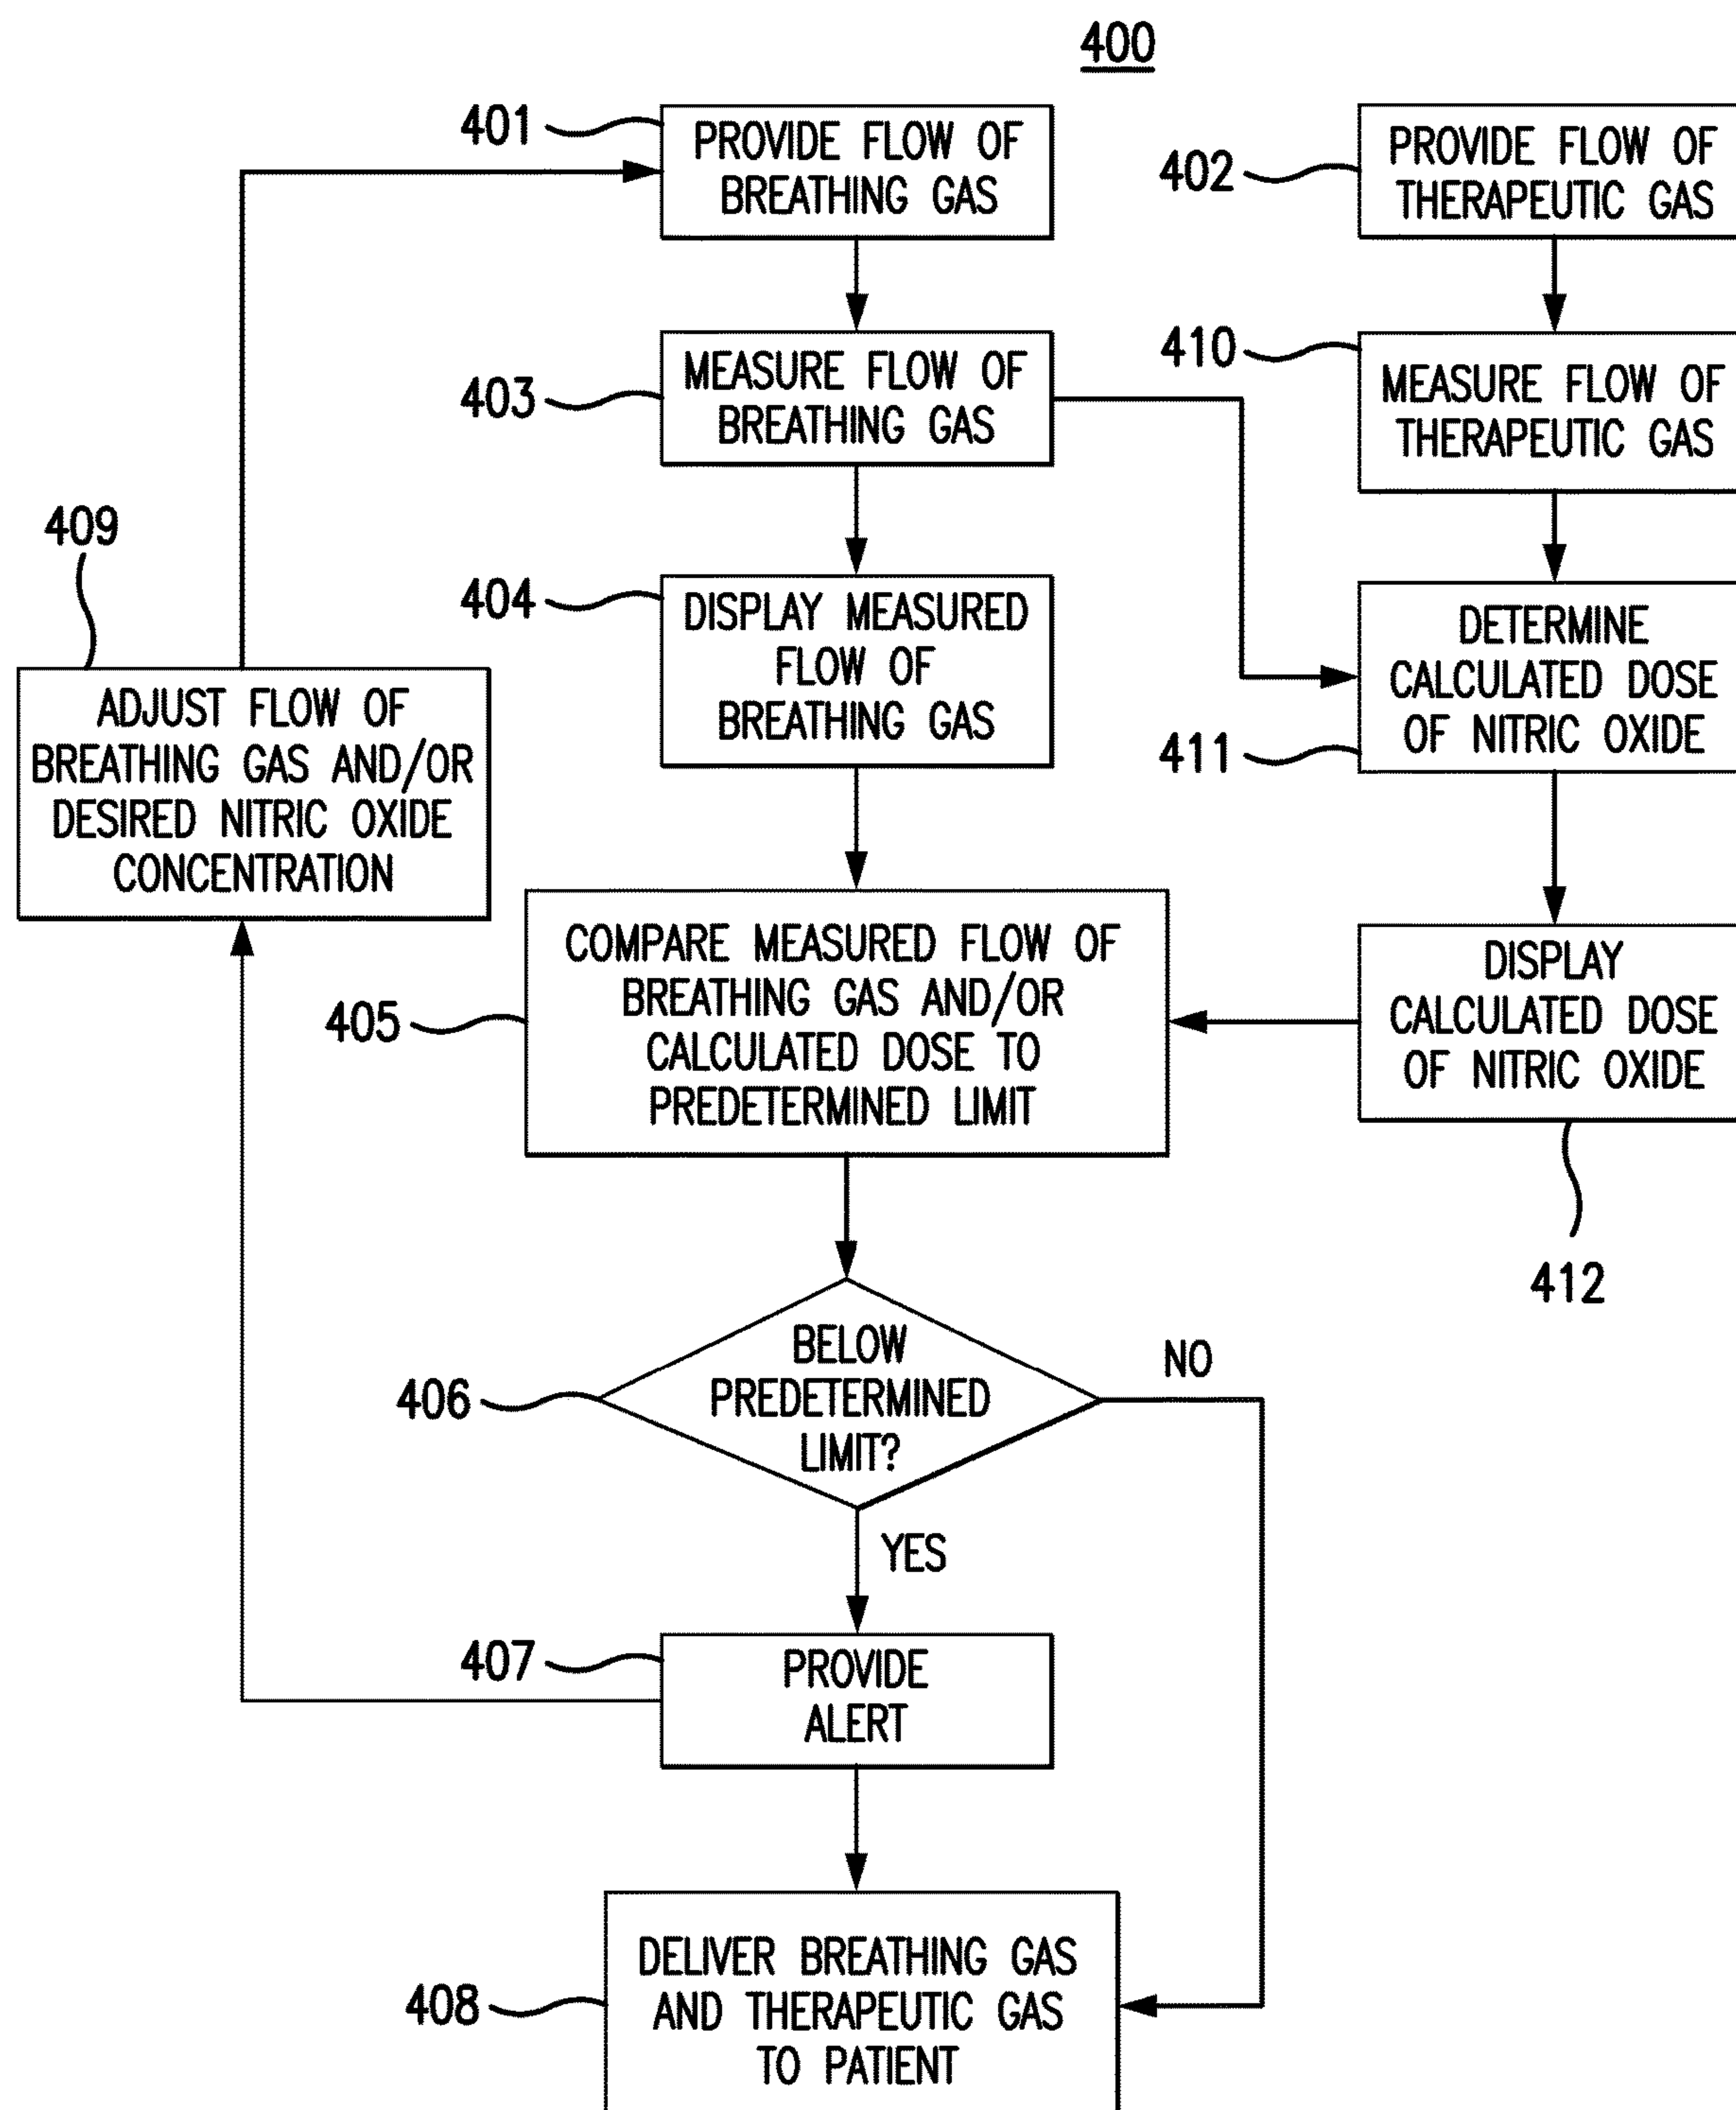 400
401
PROVIDE FLOW OF
BREATHING GAS
402
PROVIDE FLOW OF
THERAPEUTIC GAS
403
MEASURE FLOW OF
BREATHING GAS
410
MEASURE FLOW OF
THERAPEUTIC GAS
409
ADJUST FLOW OF
BREATHING GAS AND/OR
DESIRED NITRIC OXIDE
CONCENTRATION
404
DISPLAY MEASURED
FLOW OF
BREATHING GAS
411
DETERMINE
CALCULATED DOSE
OF NITRIC OXIDE
405
COMPARE MEASURED FLOW OF
BREATHING GAS AND/OR
CALCULATED DOSE TO
PREDETERMINED LIMIT
DISPLAY
CALCULATED DOSE
OF NITRIC OXIDE
412
406
BELOW
PREDETERMINED
LIMIT?
NO
YES
407
PROVIDE
ALERT
408
DELIVER BREATHING GAS
AND THERAPEUTIC GAS
TO PATIENT